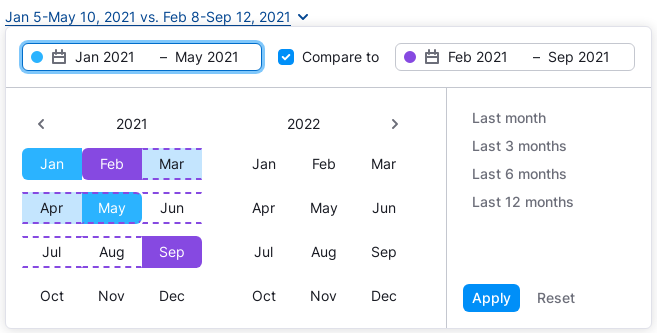 Jan 5-May 10, 2021 vs. Feb 8-Sep 12, 2021
Jan 2021 – May 2021 Compare to Feb 2021 – Sep 2021
2021 2022 Last month
Last 3 months
Jan Feb Mar Jan Feb Mar
Last 6 months
Apr May Jun Apr May Jun
Last 12 months
Jul Aug Sep Jul Aug Sep
Oct Nov Dec Oct Nov Dec
Apply Reset